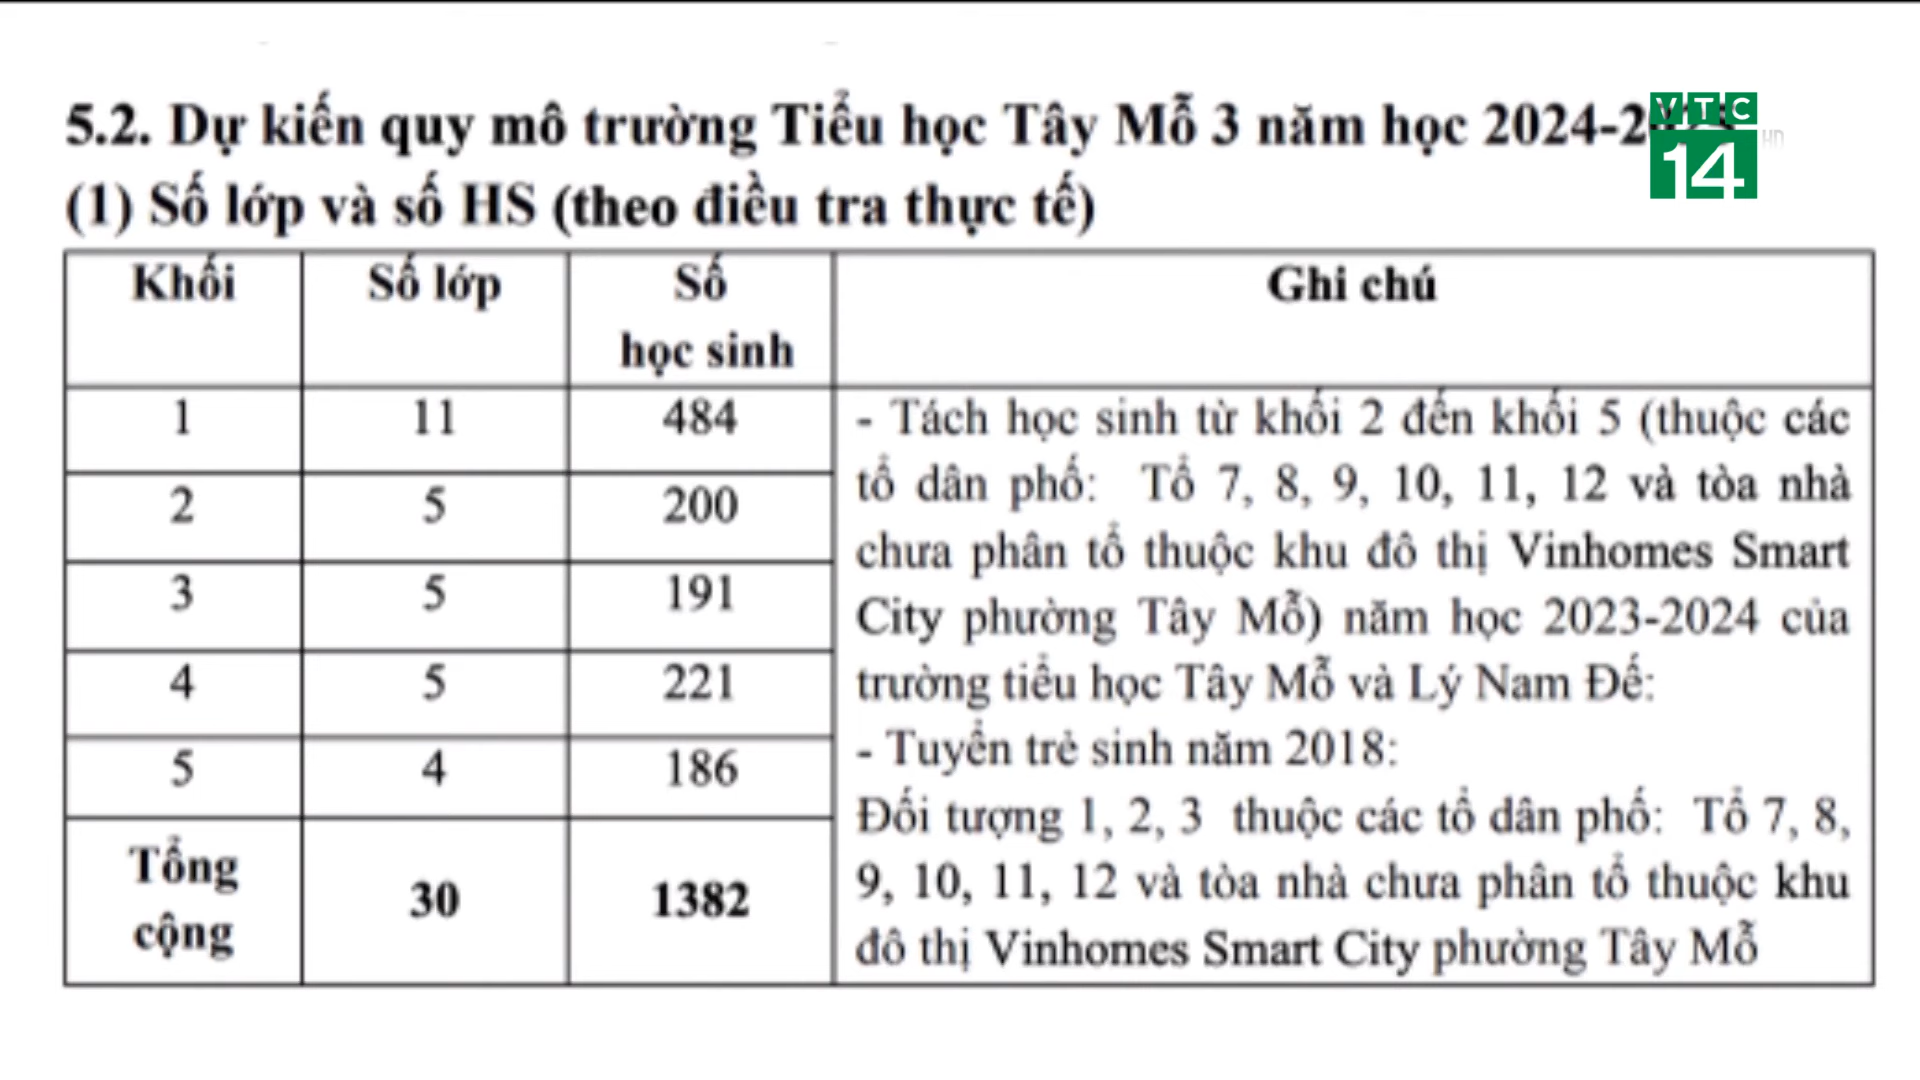 5.2. Dự kiến quy mô trường Tiểu học Tây Mỗ 3 năm học
VTC
14
(1) Số lớp và số HS (theo điều tra thực tế)
Khối Số lớp Số học sinh Ghi chú
1 11 484
2 5 200
3 5 191
4 5 221
5 4 186
Tổng cộng 30 1382
- Tách học sinh từ khối 2 đến khối 5 (thuộc các
tổ dân phố: Tổ 7, 8, 9, 10, 11, 12 và tòa nhà
chưa phân tổ thuộc khu đô thị Vinhomes Smart
City phường Tây Mỗ) năm học 2023-2024 của
trường tiểu học Tây Mỗ và Lý Nam Đế:
- Tuyển trẻ sinh năm 2018:
Đối tượng 1, 2, 3 thuộc các tổ dân phố: Tổ 7, 8,
9, 10, 11, 12 và tòa nhà chưa phân tổ thuộc khu
đô thị Vinhomes Smart City phường Tây Mỗ